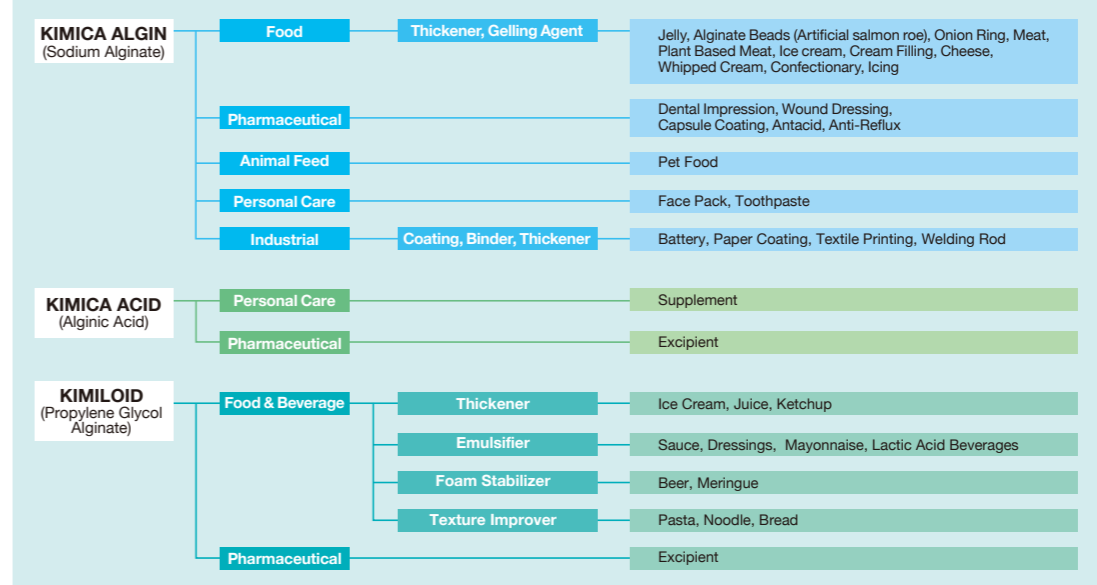 KIMICA ALGIN
(Sodium Alginate)
Food
Thickener, Gelling Agent
Jelly, Alginate Beads (Artificial salmon roe), Onion Ring, Meat,
Plant Based Meat, Ice cream, Cream Filling, Cheese,
Whipped Cream, Confectionary, Icing
Pharmaceutical
Dental Impression, Wound Dressing,
Capsule Coating, Antacid, Anti-Reflux
Animal Feed
Pet Food
Personal Care
Face Pack, Toothpaste
Industrial
Coating, Binder, Thickener
Battery, Paper Coating, Textile Printing, Welding Rod
KIMICA ACID
(Alginic Acid)
Personal Care
Supplement
Pharmaceutical
Excipient
KIMILOID
(Propylene Glycol
Alginate)
Food & Beverage
Thickener
Ice Cream, Juice, Ketchup
Emulsifier
Sauce, Dressings, Mayonnaise, Lactic Acid Beverages
Foam Stabilizer
Beer, Meringue
Texture Improver
Pasta, Noodle, Bread
Pharmaceutical
Excipient